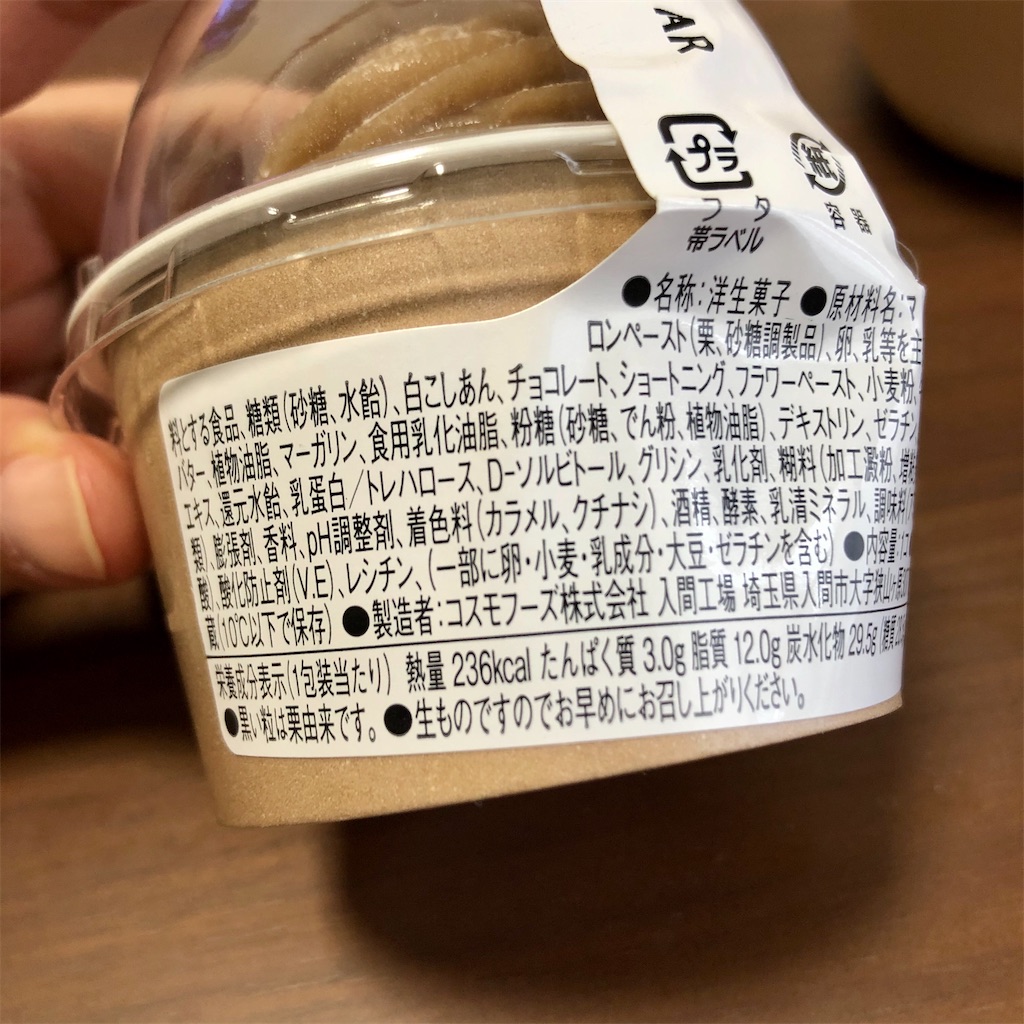 AR
プラ
紙
フタ
容器
帯ラベル
●名称:洋生菓子 ●原材料名:マ
ロンペースト(栗、砂糖調製品)、卵、乳等を主
料とする食品、糖類(砂糖、水飴)、白こしあん、チョコレート、ショートニング、フラワーペースト、小麦粉、
バター、植物油脂、マーガリン、食用乳化油脂、粉糖(砂糖、でん粉、植物油脂)、デキストリン、ゼラチン
エキス、還元水飴、乳蛋白/トレハロース、D-ソルビトール、グリシン、乳化剤、糊料(加工澱粉、増粘
類)、膨張剤、香料、pH調整剤、着色料(カラメル、クチナシ)、酒精、酵素、乳清ミネラル、調味料(ア
酸)、酸化防止剤(V.E)、レシチン、(一部に卵・小麦・乳成分・大豆・ゼラチンを含む) ●内容量:1コ
蔵(10℃以下で保存) ●製造者:コスモフーズ株式会社 入間工場 埼玉県入間市大字狭山ヶ原
栄養成分表示(1包装当たり) 熱量 236kcal たんぱく質 3.0g 脂質 12.0g 炭水化物 29.5g(糖質
●黒い粒は栗由来です。 ●生ものですのでお早めにお召し上がりください。